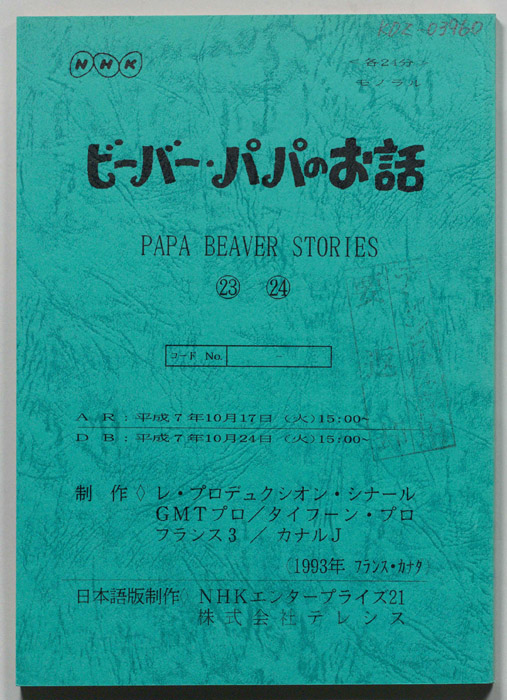 KDZ-03960
NHK
各24分
モノラル
ビーバー・パパのお話
PAPA BEAVER STORIES
㉓ ㉔
コード No. －
AR：平成7年10月17日（火）15:00~
DB：平成7年10月24日（火）15:00~
制作◇レ・プロデュクシオン・シナール
GMTプロ／タイフーン・プロ
フランス3 ／ カナルJ
（1993年 ﾌﾗﾝｽ・ｶﾅﾀﾞ
日本語版制作◇NHKエンタープライズ21
株式会社テレシス